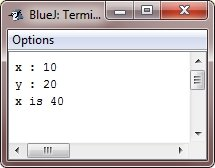 BlueJ: Termi...
Options
x : 10
y : 20
x is 40